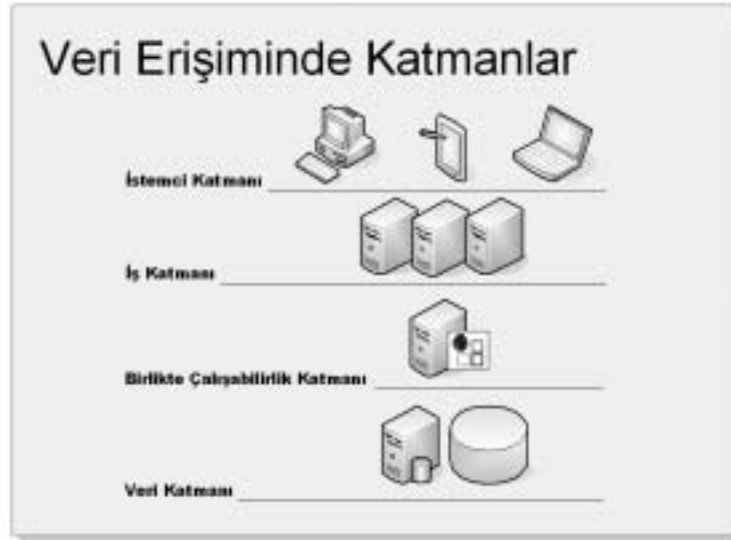 Veri Erişiminde Katmanlar
İstemci Katmanı
İş Katmanı
Birlikte Çalışabilirlik Katmanı
Veri Katmanı